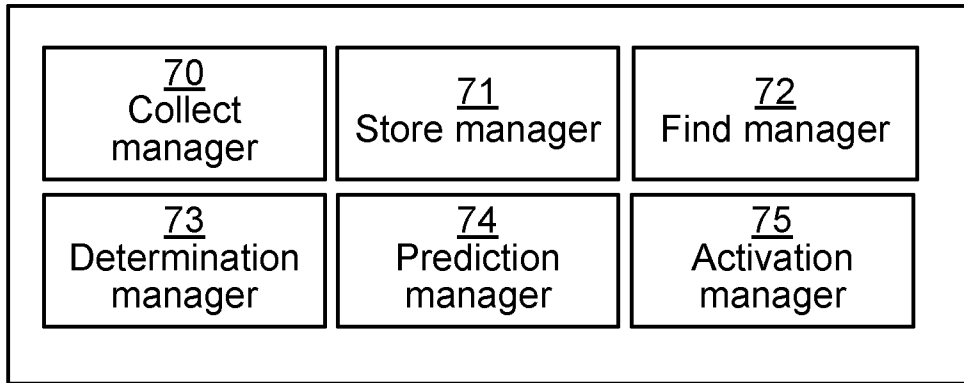 70
Collect
manager
71
Store manager
72
Find manager
73
Determination
manager
74
Prediction
manager
75
Activation
manager